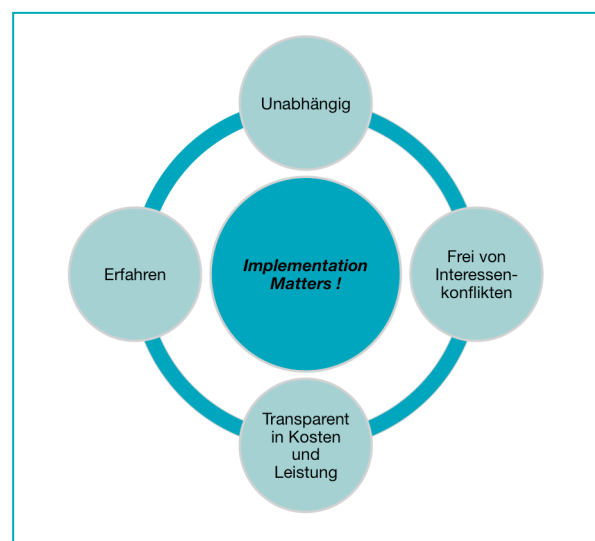 Unabhängig
Frei von
Interessen-
konflikten
Erfahren
Implementation
Matters !
Transparent
in Kosten
und
Leistung